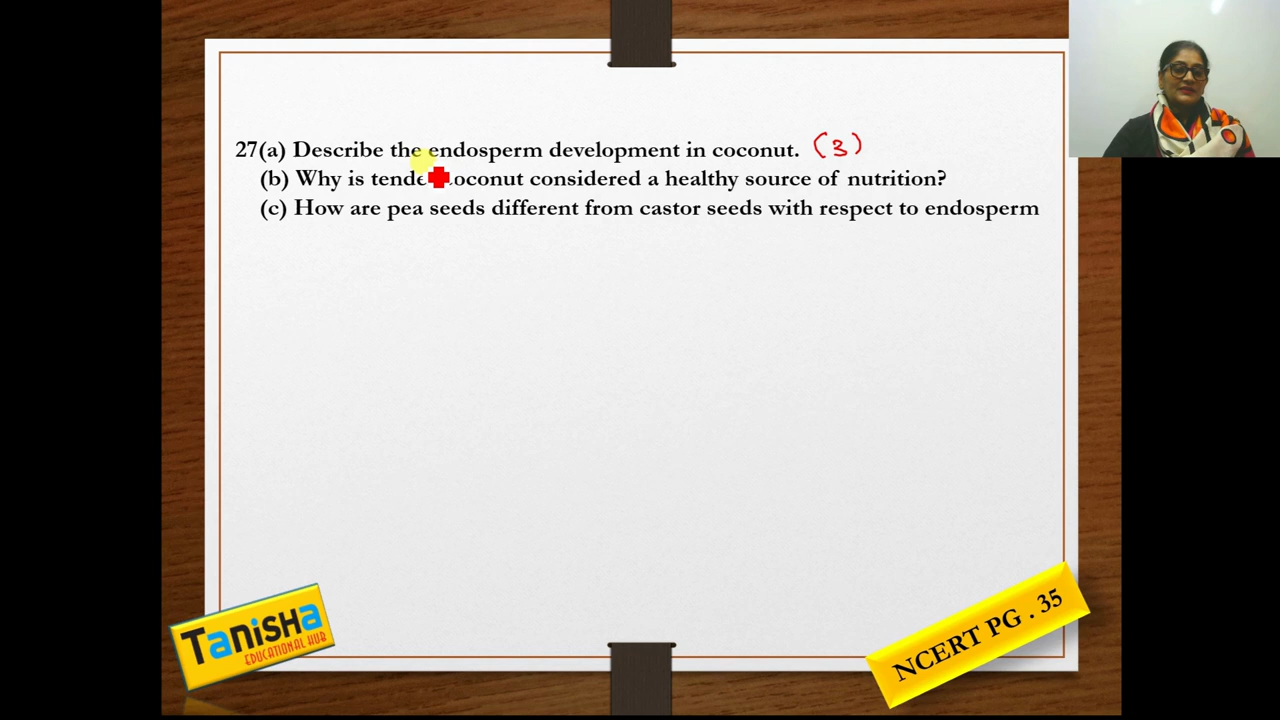 27(a) Describe the endosperm development in coconut. (3)
(b) Why is tender coconut considered a healthy source of nutrition?
(c) How are pea seeds different from castor seeds with respect to endosperm
TaNiSHa
EDUCATIONAL HUB
NCERT PG . 35